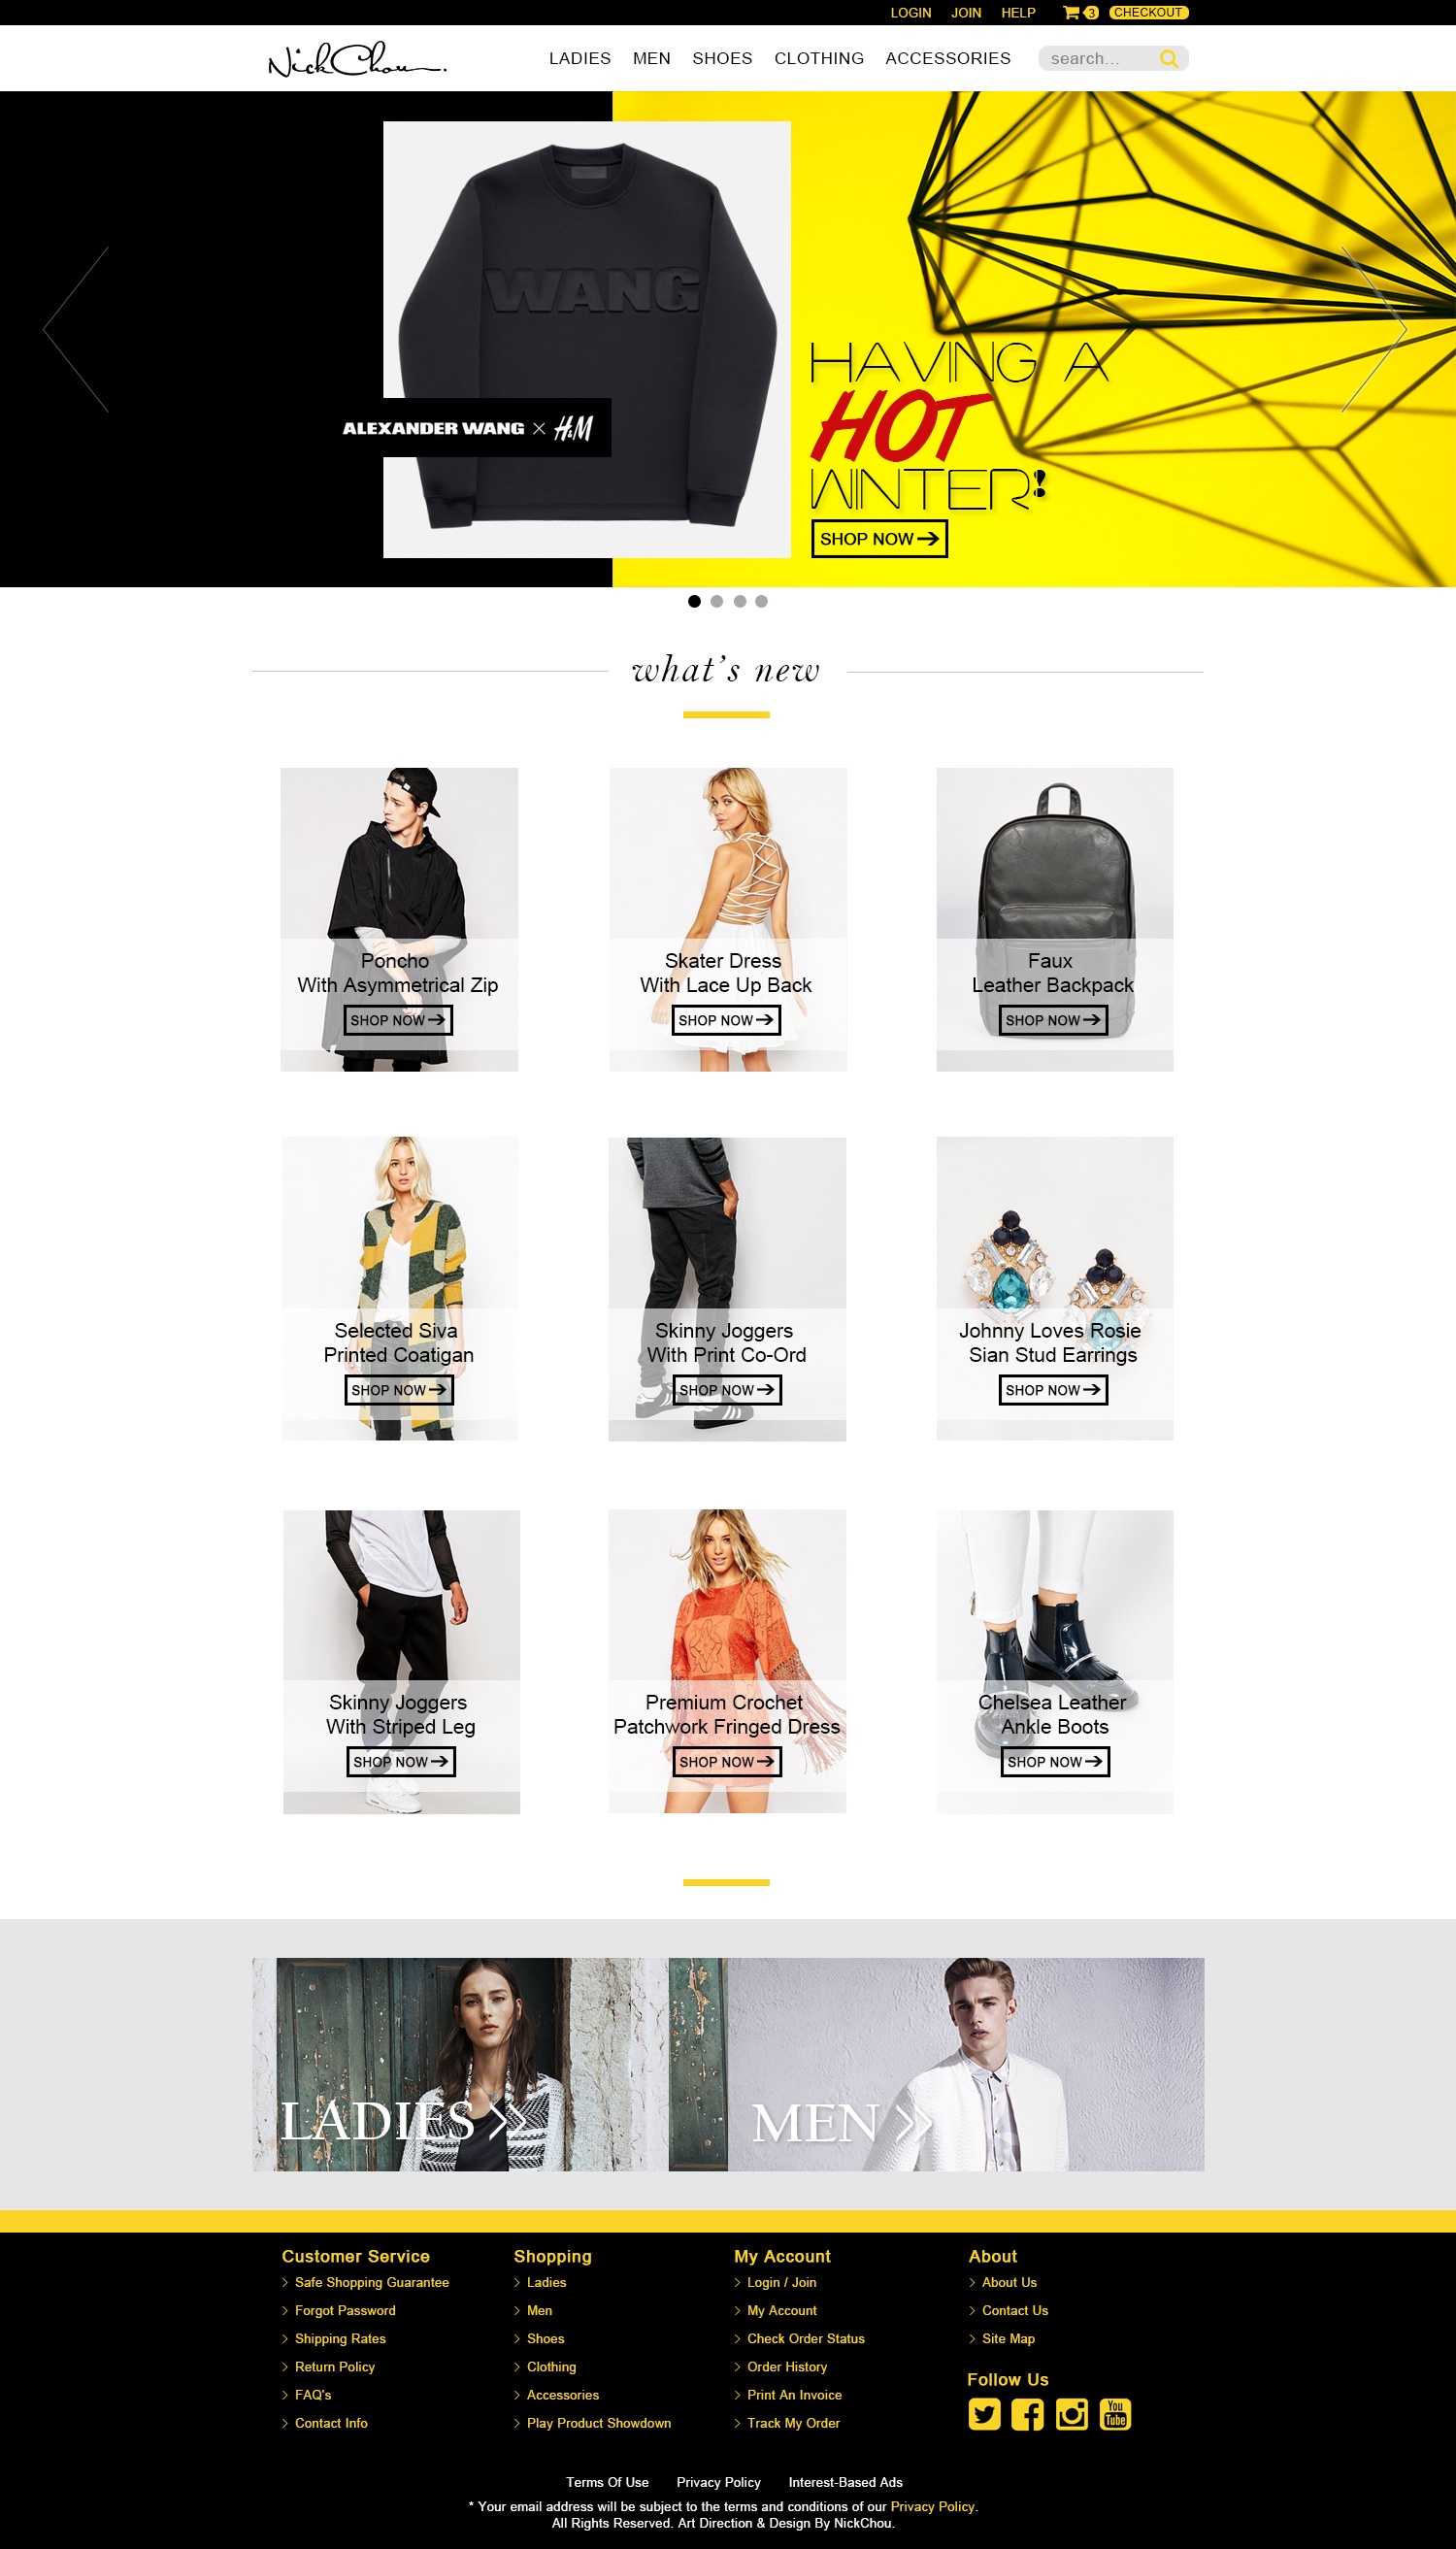 LOGIN JOIN HELP 3 CHECKOUT
NickChou.
LADIES MEN SHOES CLOTHING ACCESSORIES search...
WANG
ALEXANDER WANG × H&M
HAVING A
HOT
WINTER!
SHOP NOW
what's new
Poncho
With Asymmetrical Zip
SHOP NOW
Skater Dress
With Lace Up Back
SHOP NOW
Faux
Leather Backpack
SHOP NOW
Selected Siva
Printed Coatigan
SHOP NOW
Skinny Joggers
With Print Co-Ord
SHOP NOW
Johnny Loves Rosie
Sian Stud Earrings
SHOP NOW
Skinny Joggers
With Striped Leg
SHOP NOW
Premium Crochet
Patchwork Fringed Dress
SHOP NOW
Chelsea Leather
Ankle Boots
SHOP NOW
LADIES
MEN
Customer Service
Safe Shopping Guarantee
Forgot Password
Shipping Rates
Return Policy
FAQ's
Contact Info
Shopping
Ladies
Men
Shoes
Clothing
Accessories
Play Product Showdown
My Account
Login / Join
My Account
Check Order Status
Order History
Print An Invoice
Track My Order
About
About Us
Contact Us
Site Map
Follow Us
You
Tube
Terms Of Use Privacy Policy Interest-Based Ads
* Your email address will be subject to the terms and conditions of our Privacy Policy.
All Rights Reserved. Art Direction & Design By NickChou.